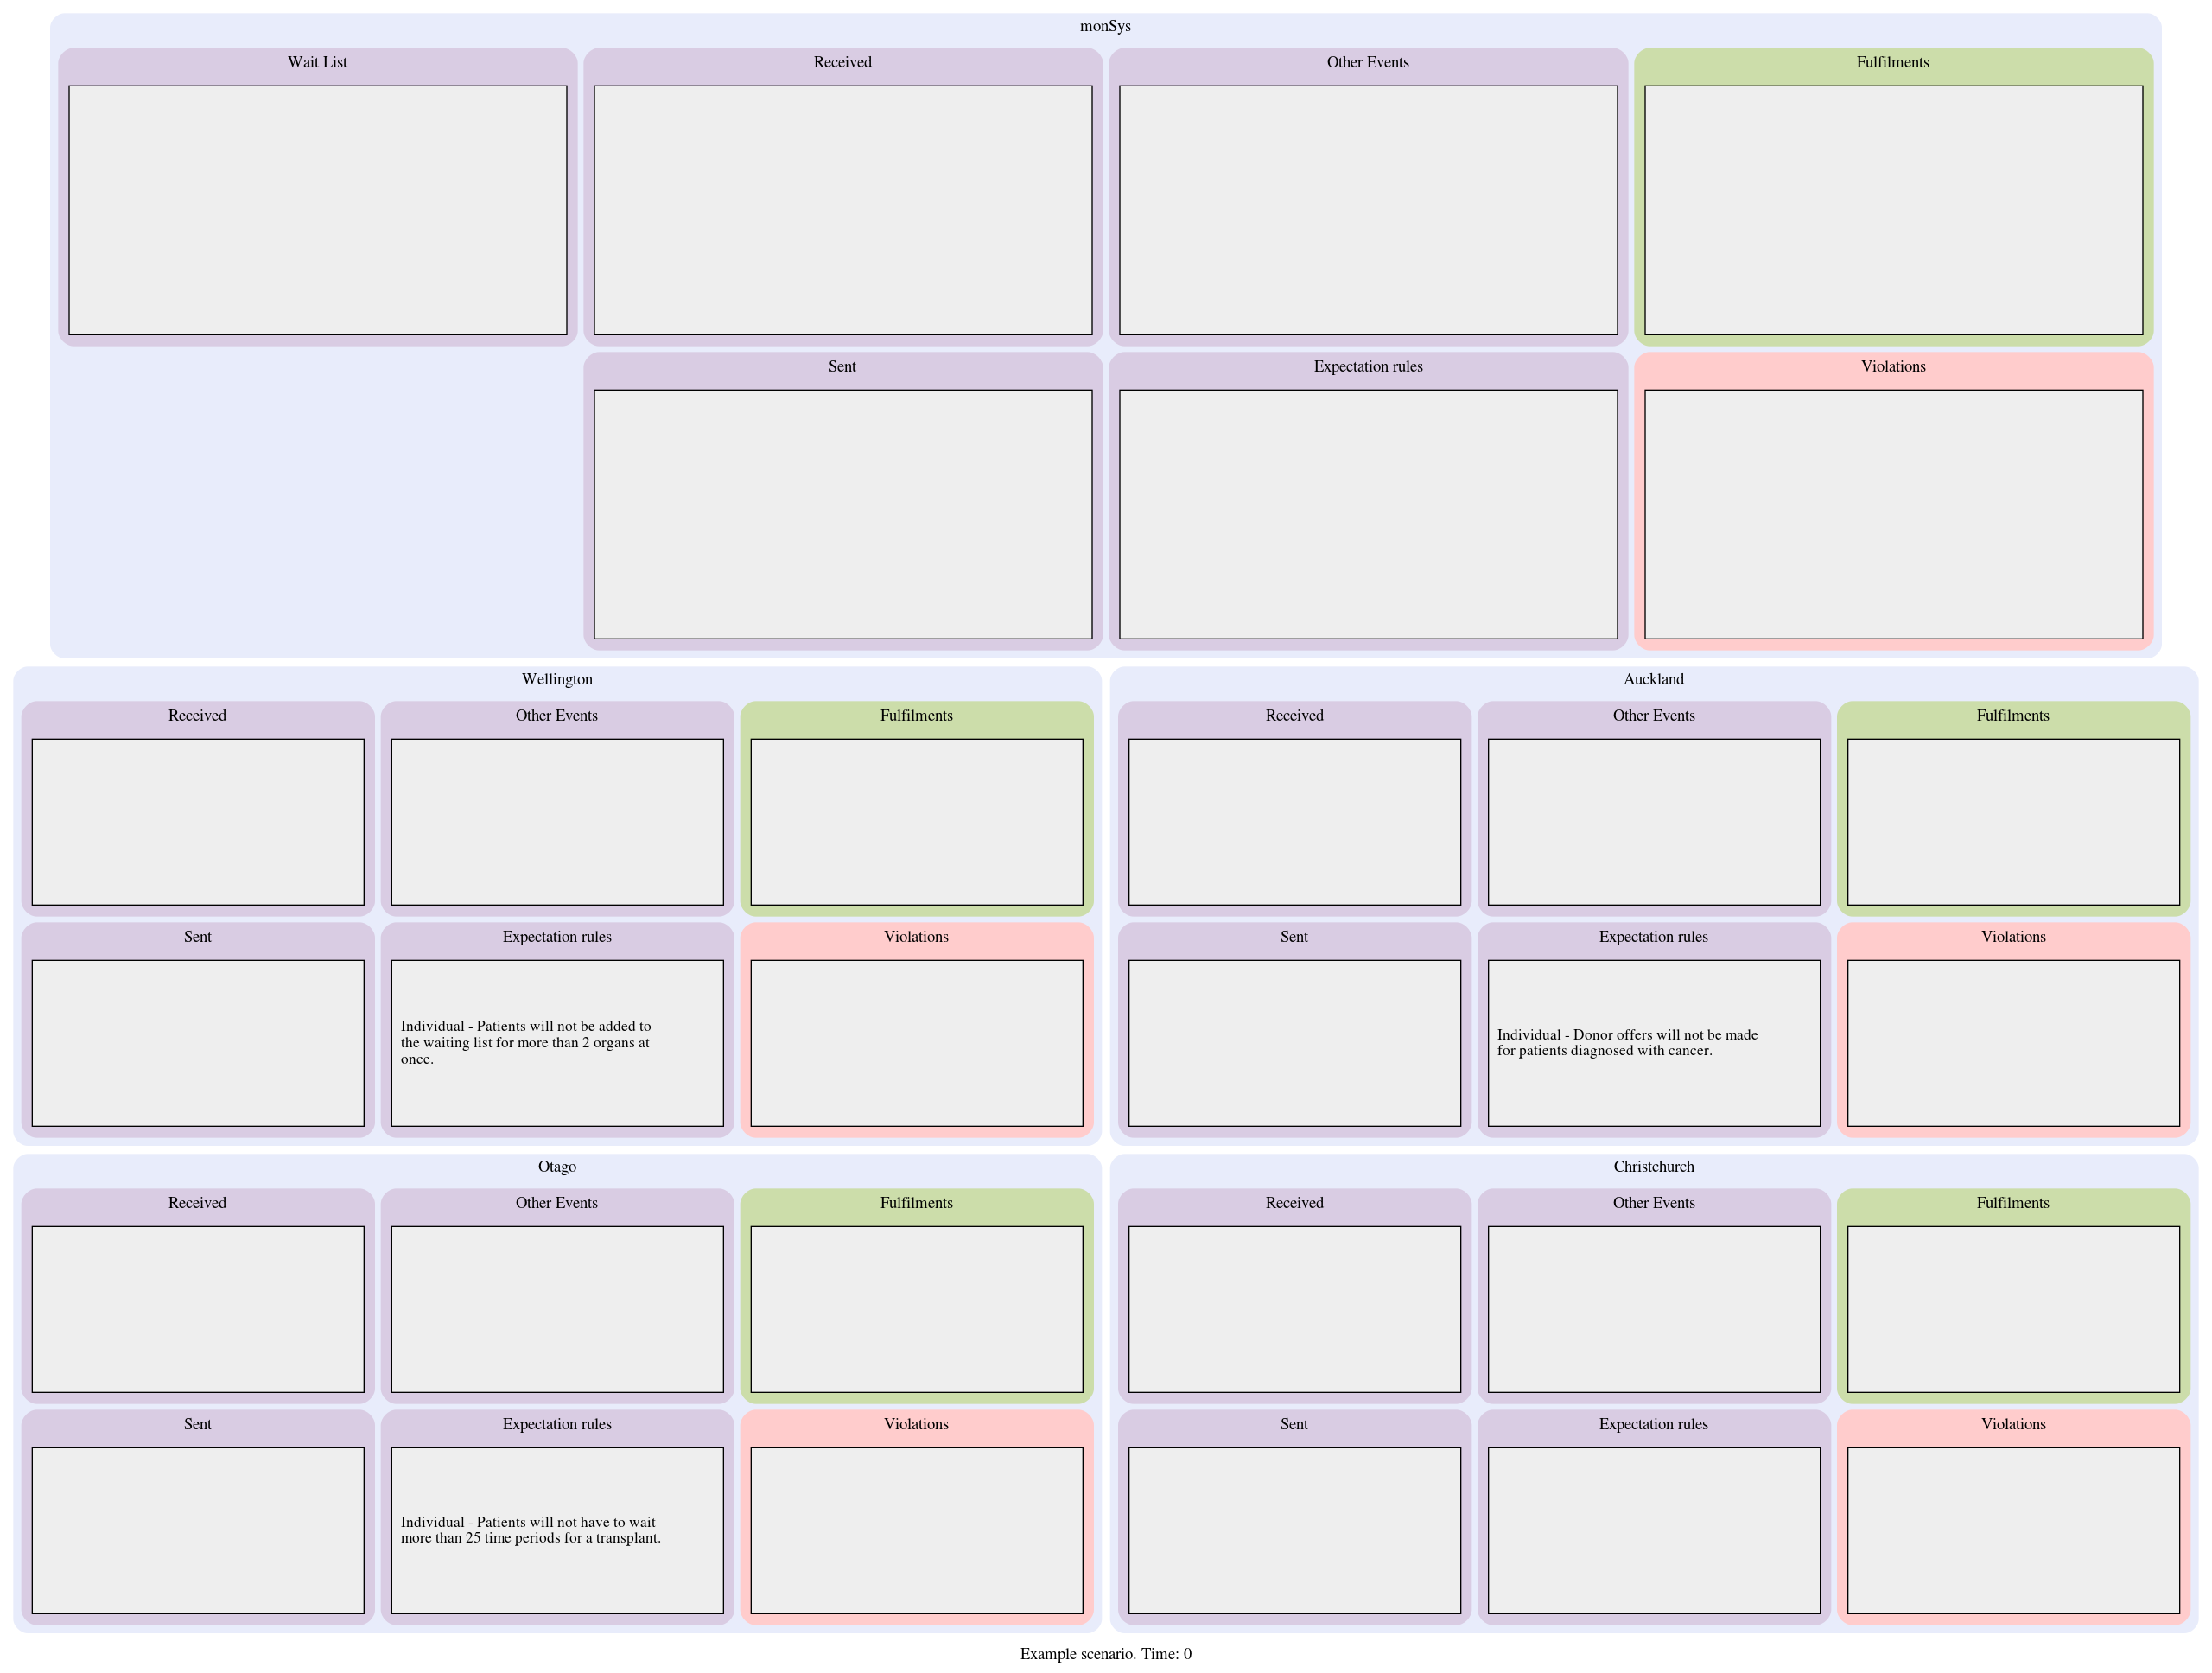 monSys
Wait List
Received
Other Events
Fulfilments
Sent
Expectation rules
Violations
Wellington
Received
Other Events
Fulfilments
Sent
Expectation rules
Violations
Individual - Patients will not be added to
the waiting list for more than 2 organs at
once.
Auckland
Received
Other Events
Fulfilments
Sent
Expectation rules
Violations
Individual - Donor offers will not be made
for patients diagnosed with cancer.
Otago
Received
Other Events
Fulfilments
Sent
Expectation rules
Violations
Individual - Patients will not have to wait
more than 25 time periods for a transplant.
Christchurch
Received
Other Events
Fulfilments
Sent
Expectation rules
Violations
Example scenario. Time: 0